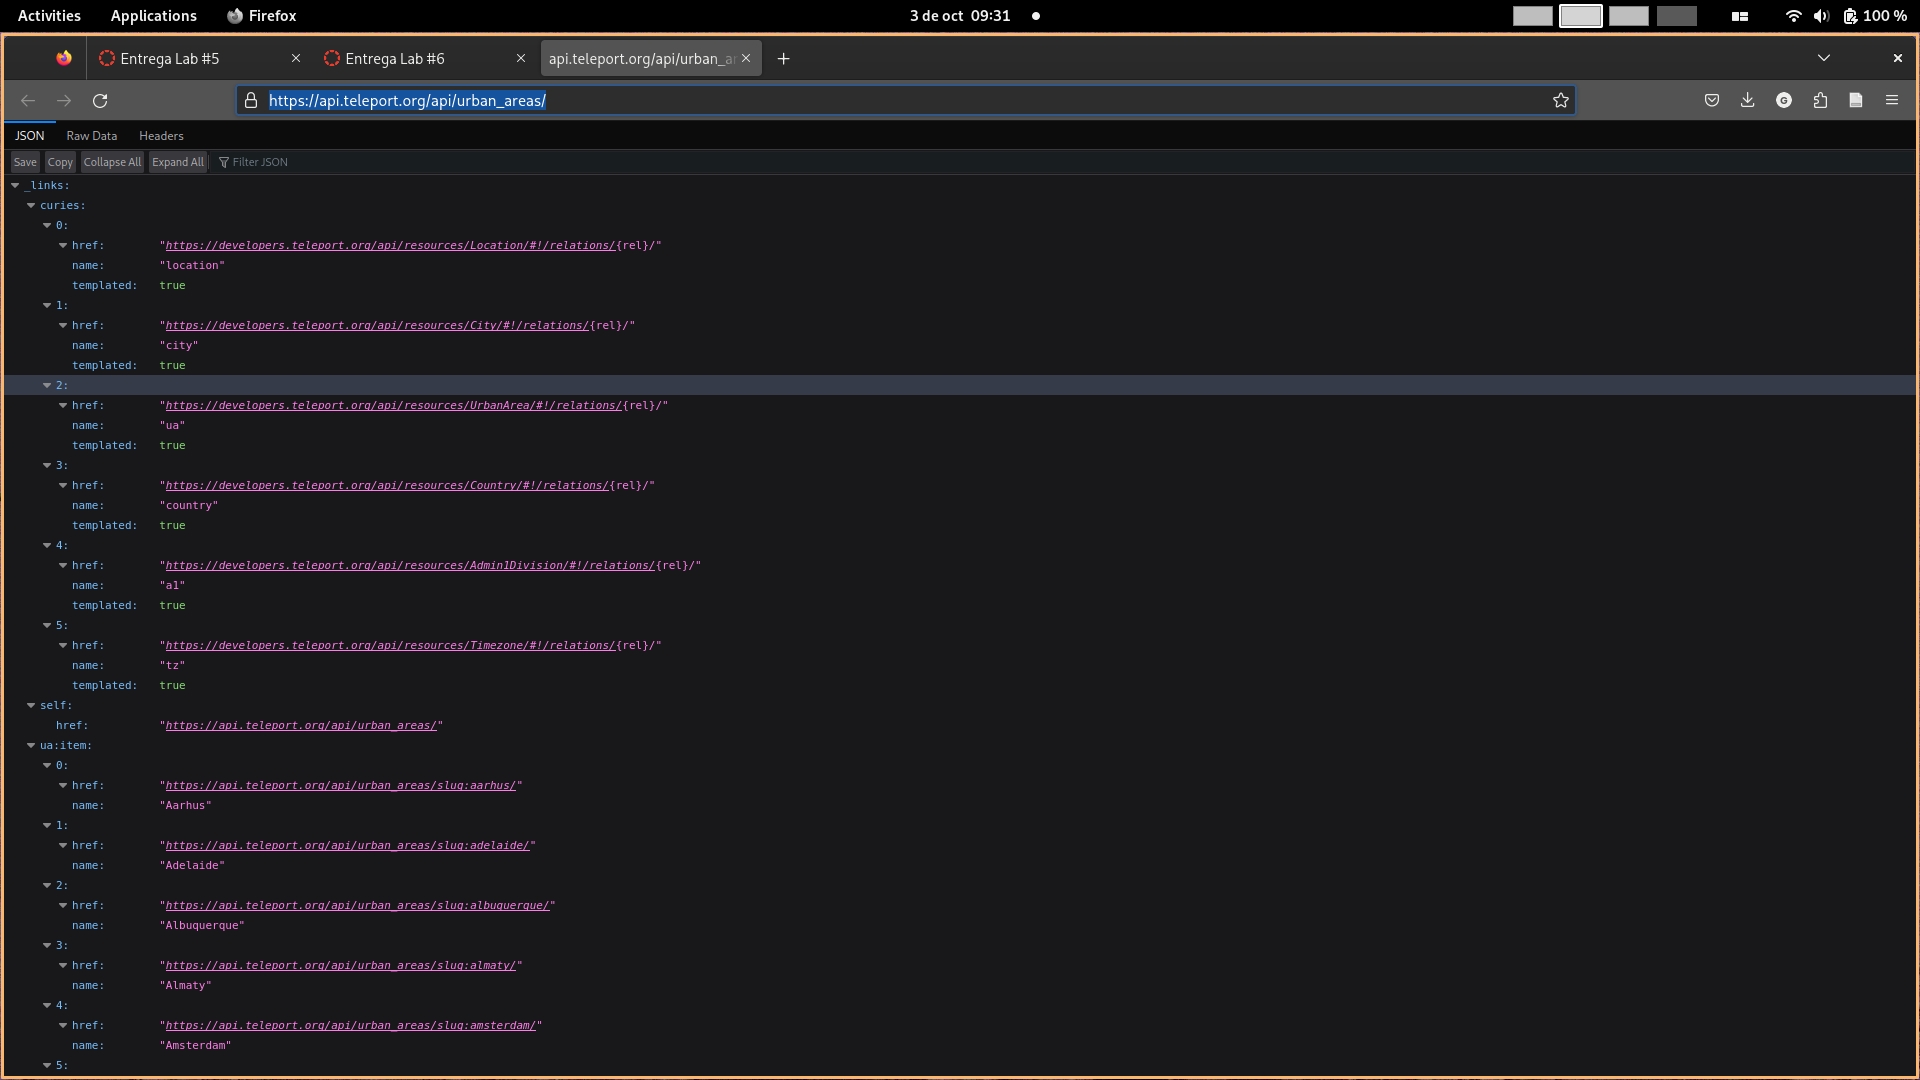 Activities Applications Firefox 3 de oct 09:31 100 %
Entrega Lab #5 Entrega Lab #6 api.teleport.org/api/urban_a
https://api.teleport.org/api/urban_areas/
JSON Raw Data Headers
Save Copy Collapse All Expand All Filter JSON
_links:
curies:
0:
href: "https://developers.teleport.org/api/resources/Location/#!/relations/{rel}/"
name: "location"
templated: true
1:
href: "https://developers.teleport.org/api/resources/City/#!/relations/{rel}/"
name: "city"
templated: true
2:
href: "https://developers.teleport.org/api/resources/UrbanArea/#!/relations/{rel}/"
name: "ua"
templated: true
3:
href: "https://developers.teleport.org/api/resources/Country/#!/relations/{rel}/"
name: "country"
templated: true
4:
href: "https://developers.teleport.org/api/resources/Admin1Division/#!/relations/{rel}/"
name: "a1"
templated: true
5:
href: "https://developers.teleport.org/api/resources/Timezone/#!/relations/{rel}/"
name: "tz"
templated: true
self:
href: "https://api.teleport.org/api/urban_areas/"
ua:item:
0:
href: "https://api.teleport.org/api/urban_areas/slug:aarhus/"
name: "Aarhus"
1:
href: "https://api.teleport.org/api/urban_areas/slug:adelaide/"
name: "Adelaide"
2:
href: "https://api.teleport.org/api/urban_areas/slug:albuquerque/"
name: "Albuquerque"
3:
href: "https://api.teleport.org/api/urban_areas/slug:almaty/"
name: "Almaty"
4:
href: "https://api.teleport.org/api/urban_areas/slug:amsterdam/"
name: "Amsterdam"
5: